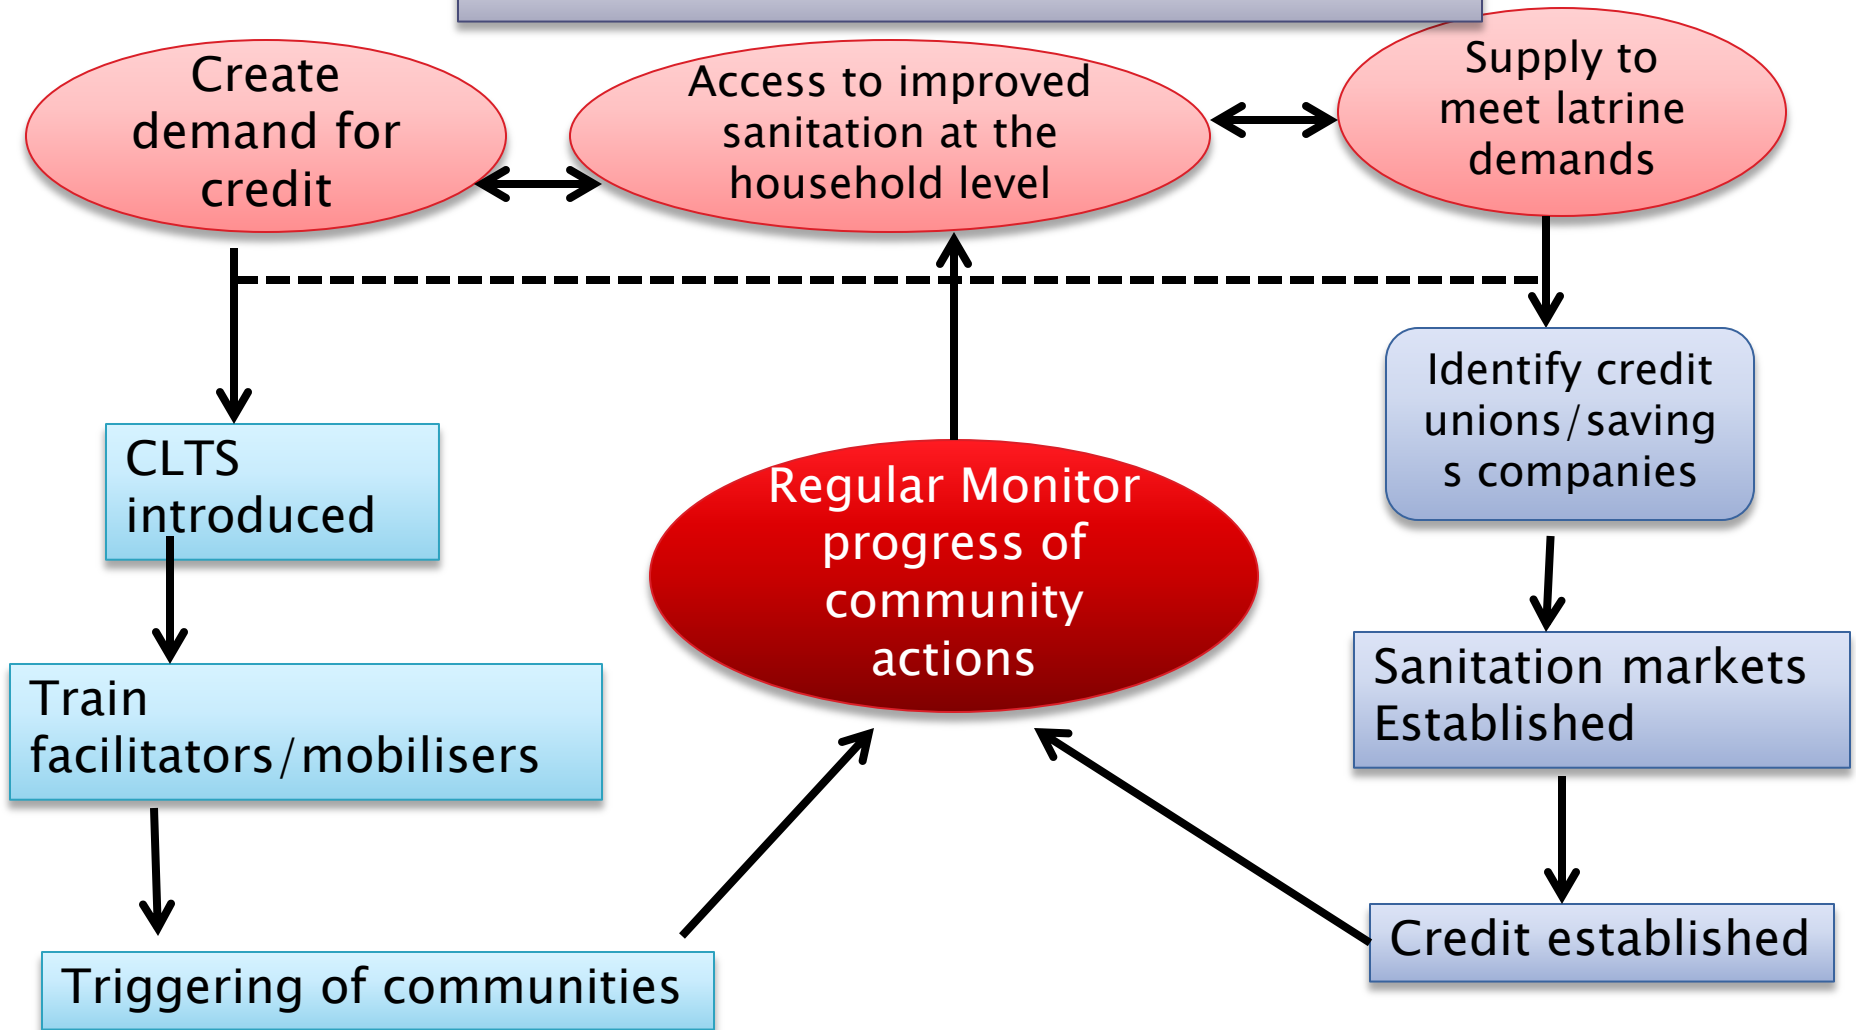 Create
demand for
credit
Access to improved
sanitation at the
household level
Supply to
meet latrine
demands
CLTS
introduced
Train
facilitators/mobilisers
Triggering of communities
Regular Monitor
progress of
community
actions
Identify credit
unions/saving
s companies
Sanitation markets
Established
Credit established